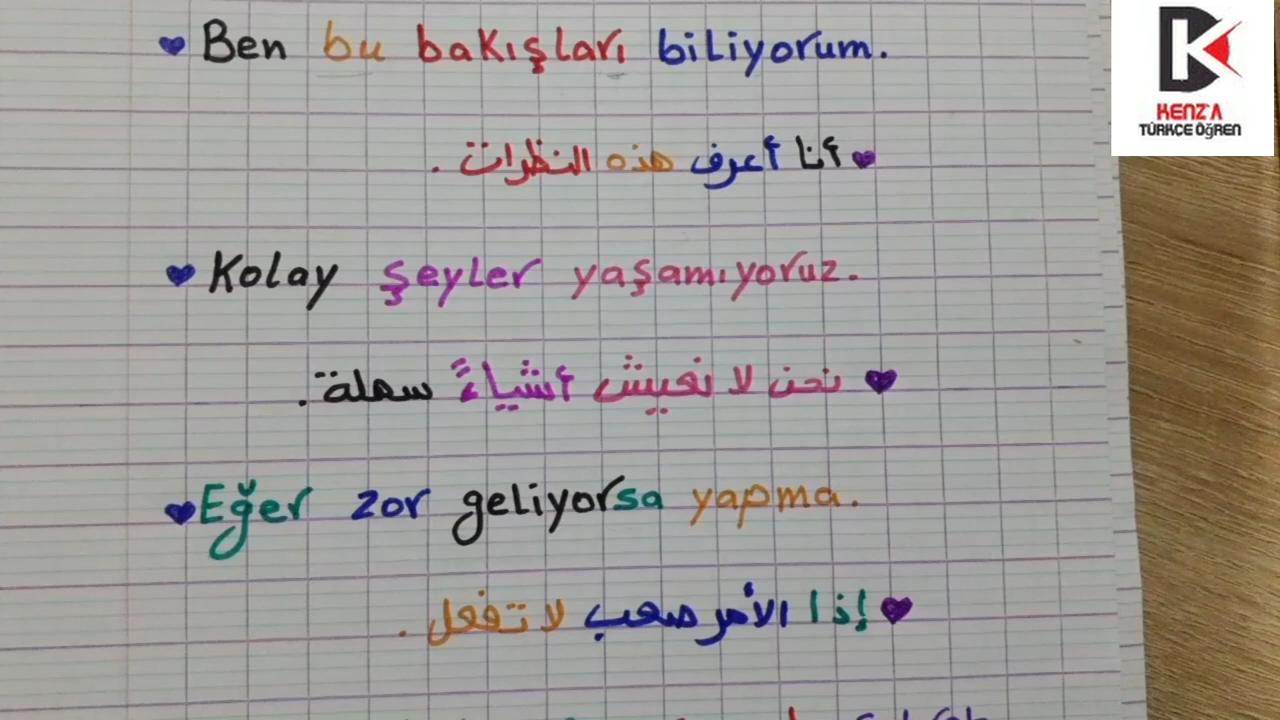 Ben bu bakışları biliyorum.
KENZ'A
TÜRKÇE ÖĞREN
أنا أعرف هذه النظرات .
Kolay şeyler yaşamıyoruz.
نحن لا نعيش أشياءً سهلة .
Eğer zor geliyorsa yapma.
إذا الأمر صعب لا تفعل .